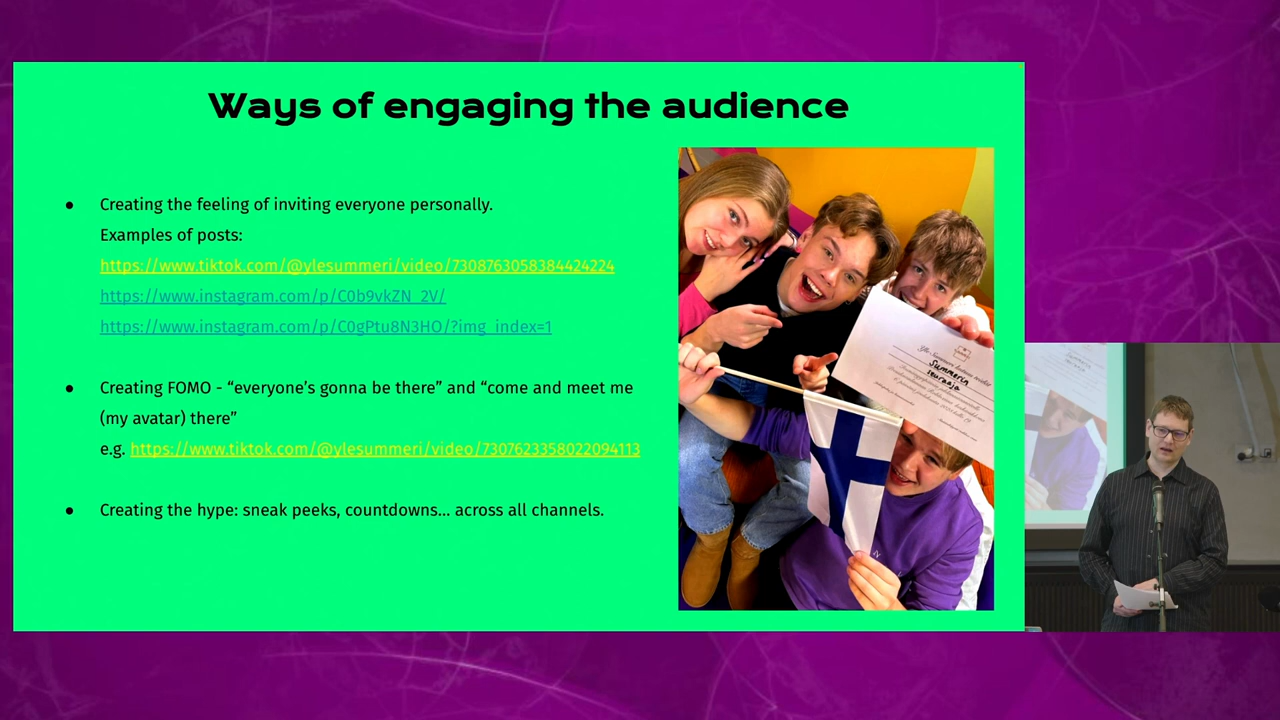 Ways of engaging the audience
● Creating the feeling of inviting everyone personally.
Examples of posts:
https://www.tiktok.com/@ylesummeri/video/7308763058384424224
https://www.instagram.com/p/C0b9vkZN_2V/
https://www.instagram.com/p/C0gPtu8N3HO/?img_index=1
● Creating FOMO - “everyone’s gonna be there” and “come and meet me
(my avatar) there”
e.g. https://www.tiktok.com/@ylesummeri/video/7307623358022094113
● Creating the hype: sneak peeks, countdowns... across all channels.
Summerin
seuraaja